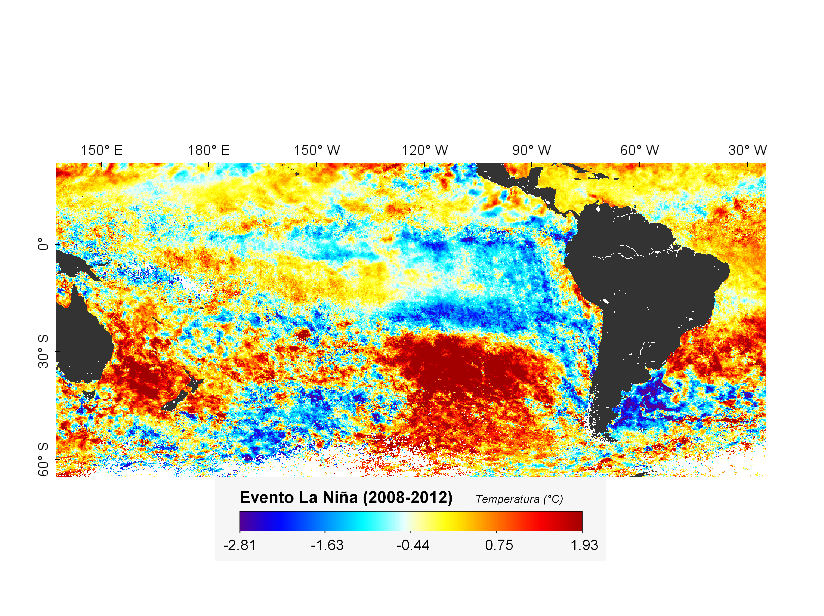 150° E 180° E 150° W 120° W 90° W 60° W 30° W
0°
30° S
60° S
Evento La Niña (2008-2012) Temperatura (°C)
-2.81 -1.63 -0.44 0.75 1.93